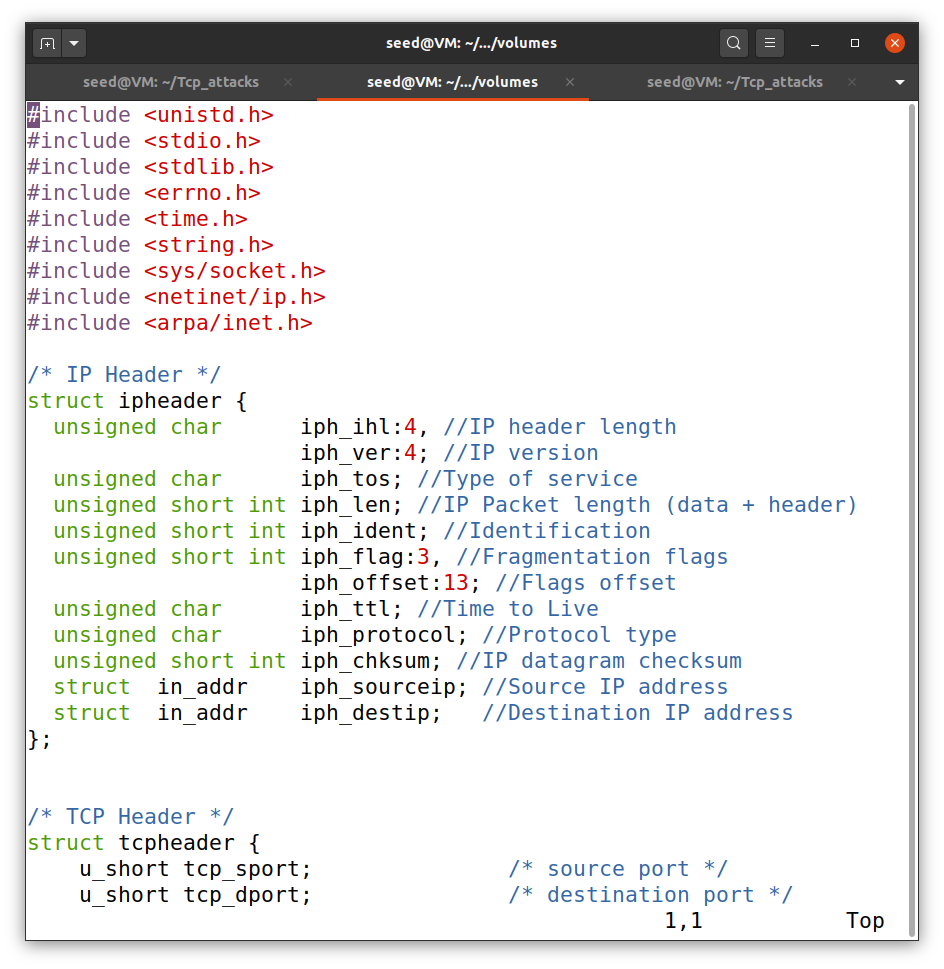 seed@VM: ~/.../volumes
seed@VM: ~/Tcp_attacks × seed@VM: ~/.../volumes × seed@VM: ~/Tcp_attacks ×
#include <unistd.h>
#include <stdio.h>
#include <stdlib.h>
#include <errno.h>
#include <time.h>
#include <string.h>
#include <sys/socket.h>
#include <netinet/ip.h>
#include <arpa/inet.h>

/* IP Header */
struct ipheader {
  unsigned char      iph_ihl:4, //IP header length
                     iph_ver:4; //IP version
  unsigned char      iph_tos; //Type of service
  unsigned short int iph_len; //IP Packet length (data + header)
  unsigned short int iph_ident; //Identification
  unsigned short int iph_flag:3, //Fragmentation flags
                     iph_offset:13; //Flags offset
  unsigned char      iph_ttl; //Time to Live
  unsigned char      iph_protocol; //Protocol type
  unsigned short int iph_chksum; //IP datagram checksum
  struct  in_addr    iph_sourceip; //Source IP address
  struct  in_addr    iph_destip;   //Destination IP address
};


/* TCP Header */
struct tcpheader {
    u_short tcp_sport;               /* source port */
    u_short tcp_dport;               /* destination port */
                                                 1,1           Top